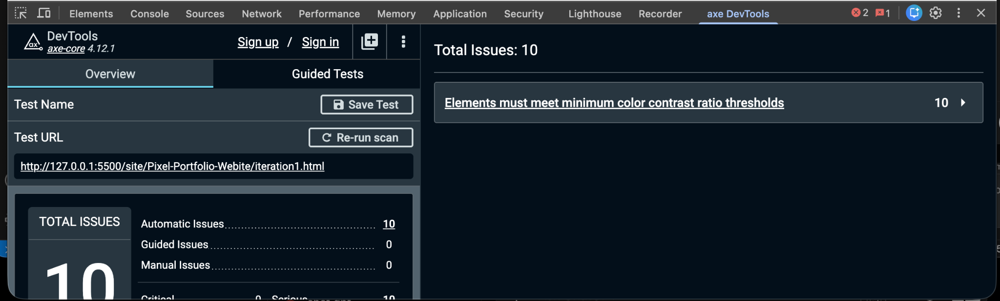 Elements Console Sources Network Performance Memory Application Security Lighthouse Recorder axe DevTools 2 1
DevTools
axe-core 4.12.1
Sign up / Sign in
Overview
Guided Tests
Test Name
Save Test
Test URL
Re-run scan
http://127.0.0.1:5500/site/Pixel-Portfolio-Webite/iteration1.html
TOTAL ISSUES
10
Automatic Issues 10
Guided Issues 0
Manual Issues 0
Critical 0 Serious 10
Total Issues: 10
Elements must meet minimum color contrast ratio thresholds 10